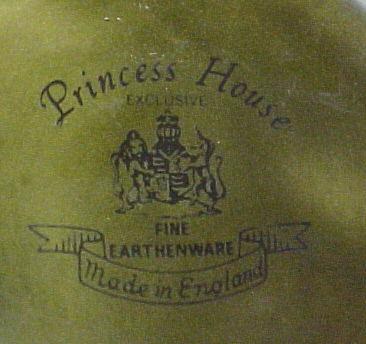 Princess House
EXCLUSIVE
FINE
EARTHENWARE
Made in England